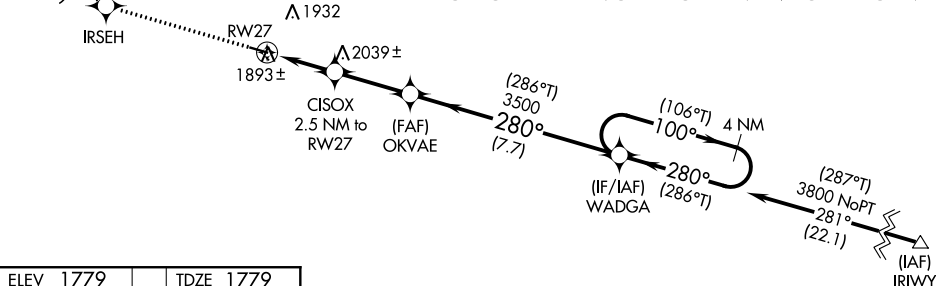 IRSEH
1932
RW27
1893±
2039±
CISOX
2.5 NM to
RW27
(FAF)
OKVAE
(286°T)
3500
280°
(7.7)
(106°T)
100°
4 NM
280°
(286°T)
(IF/IAF)
WADGA
(287°T)
3800 NoPT
281°
(22.1)
(IAF)
IRIWY
ELEV 1779
TDZE 1779